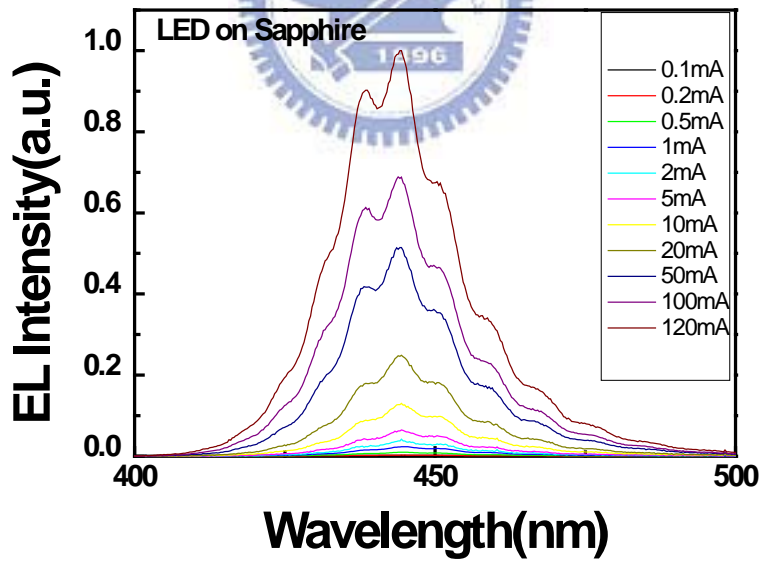 LED on Sapphire
1896
EL Intensity(a.u.)
1.0
0.8
0.6
0.4
0.2
0.0
400
450
500
Wavelength(nm)
0.1mA
0.2mA
0.5mA
1mA
2mA
5mA
10mA
20mA
50mA
100mA
120mA